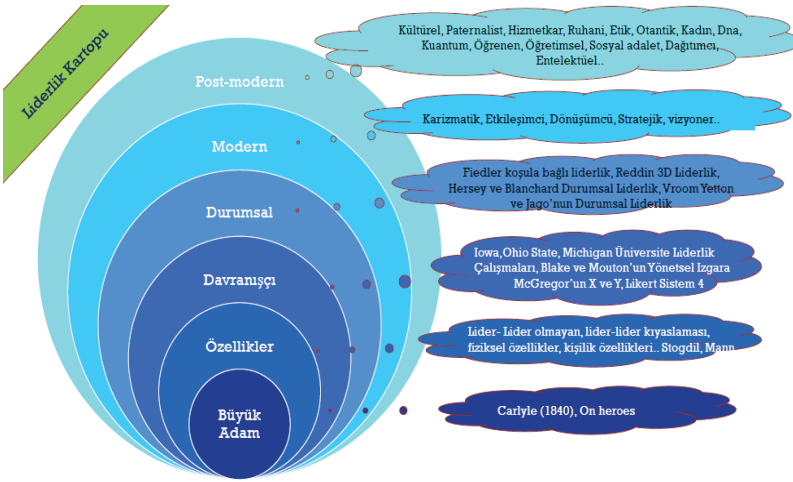 Liderlik Kartopu
Kültürel, Paternalist, Hizmetkar, Ruhani, Etik, Otantik, Kadın, Dna,
Kuantum, Öğrenen, Öğretimsel, Sosyal adalet, Dağıtımcı,
Entelektüel..
Post-modern
Karizmatik, Etkileşimci, Dönüşümcü, Stratejik, vizyoner..
Modern
Fiedler koşula bağlı liderlik, Reddin 3D Liderlik,
Hersey ve Blanchard Durumsal Liderlik, Vroom Yetton
ve Jago'nun Durumsal Liderlik
Durumsal
Iowa, Ohio State, Michigan Üniversite Liderlik
Çalışmaları, Blake ve Mouton'un Yönetsel Izgara
McGregor'un X ve Y, Likert Sistem 4
Davranışçı
Lider- Lider olmayan, lider-lider kıyaslaması,
fiziksel özellikler, kişilik özellikleri.. Stogdil, Mann
Özellikler
Carlyle (1840), On heroes
Büyük
Adam